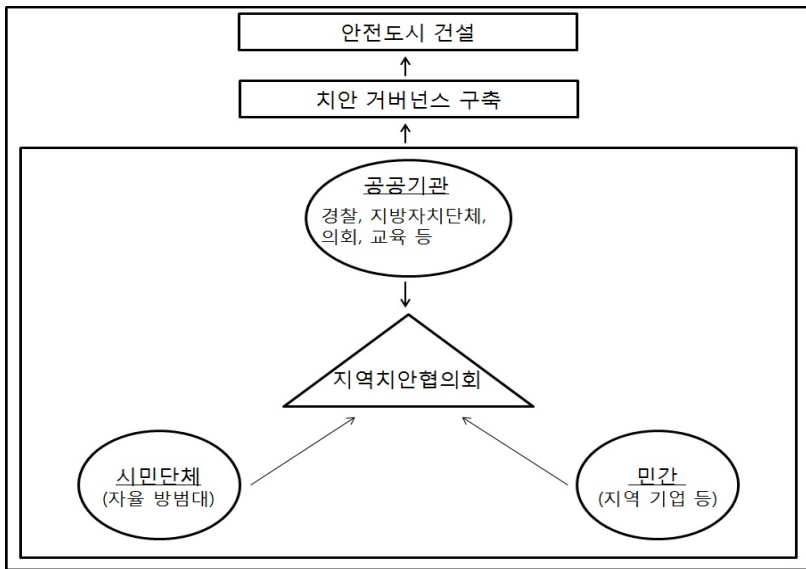 안전도시 건설
치안 거버넌스 구축
공공기관
경찰, 지방자치단체,
의회, 교육 등
지역치안협의회
시민단체
(자율 방범대)
민간
(지역 기업 등)